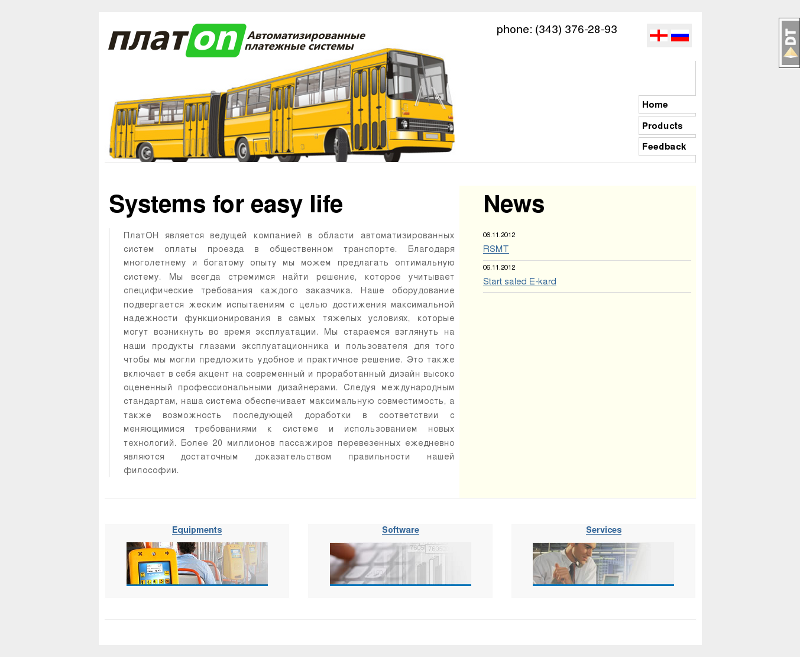 платon Автоматизированные
платежные системы
phone: (343) 376-28-93
DT
Home
Products
Feedback
Systems for easy life
ПлатОН является ведущей компанией в области автоматизированных
систем оплаты проезда в общественном транспорте. Благодаря
многолетнему и богатому опыту мы можем предлагать оптимальную
систему. Мы всегда стремимся найти решение, которое учитывает
специфические требования каждого заказчика. Наше оборудование
подвергается жеским испытаениям с целью достижения максимальной
надежности функционирования в самых тяжелых условиях, которые
могут возникнуть во время эксплуатации. Мы стараемся взглянуть на
наши продукты глазами эксплуатационника и пользователя для того
чтобы мы могли предложить удобное и практичное решение. Это также
включает в себя акцент на современный и проработанный дизайн высоко
оцененный профессиональными дизайнерами. Следуя международным
стандартам, наша система обеспечивает максимальную совместимость, а
также возможность последующей доработки в соответствии с
меняющимися требованиями к системе и использованием новых
технологий. Более 20 миллионов пассажиров перевезенных ежедневно
являются достаточным доказательством правильности нашей
философии.
News
06.11.2012
RSMT
06.11.2012
Start saled E-kard
Equipments
Software
Services